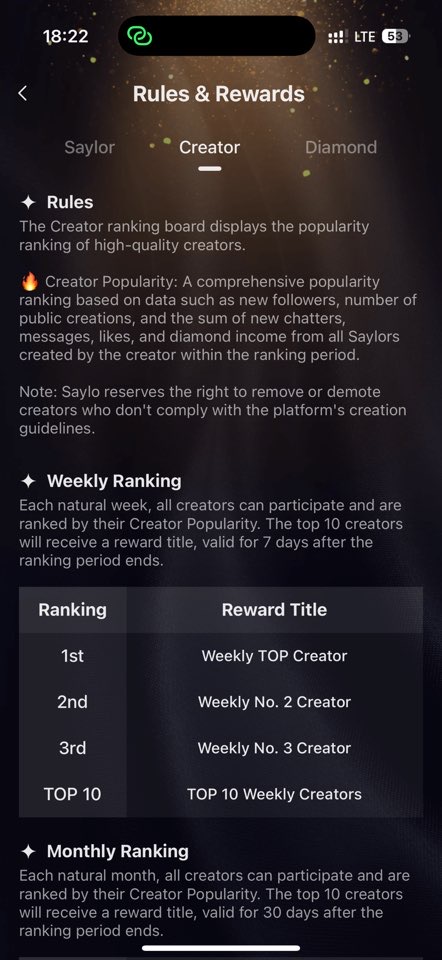 18:22 LTE 53
Rules & Rewards
Saylor Creator Diamond
Rules
The Creator ranking board displays the popularity
ranking of high-quality creators.
🔥 Creator Popularity: A comprehensive popularity
ranking based on data such as new followers, number of
public creations, and the sum of new chatters,
messages, likes, and diamond income from all Saylors
created by the creator within the ranking period.
Note: Saylo reserves the right to remove or demote
creators who don't comply with the platform's creation
guidelines.
Weekly Ranking
Each natural week, all creators can participate and are
ranked by their Creator Popularity. The top 10 creators
will receive a reward title, valid for 7 days after the
ranking period ends.
Ranking Reward Title
1st Weekly TOP Creator
2nd Weekly No. 2 Creator
3rd Weekly No. 3 Creator
TOP 10 TOP 10 Weekly Creators
Monthly Ranking
Each natural month, all creators can participate and are
ranked by their Creator Popularity. The top 10 creators
will receive a reward title, valid for 30 days after the
ranking period ends.